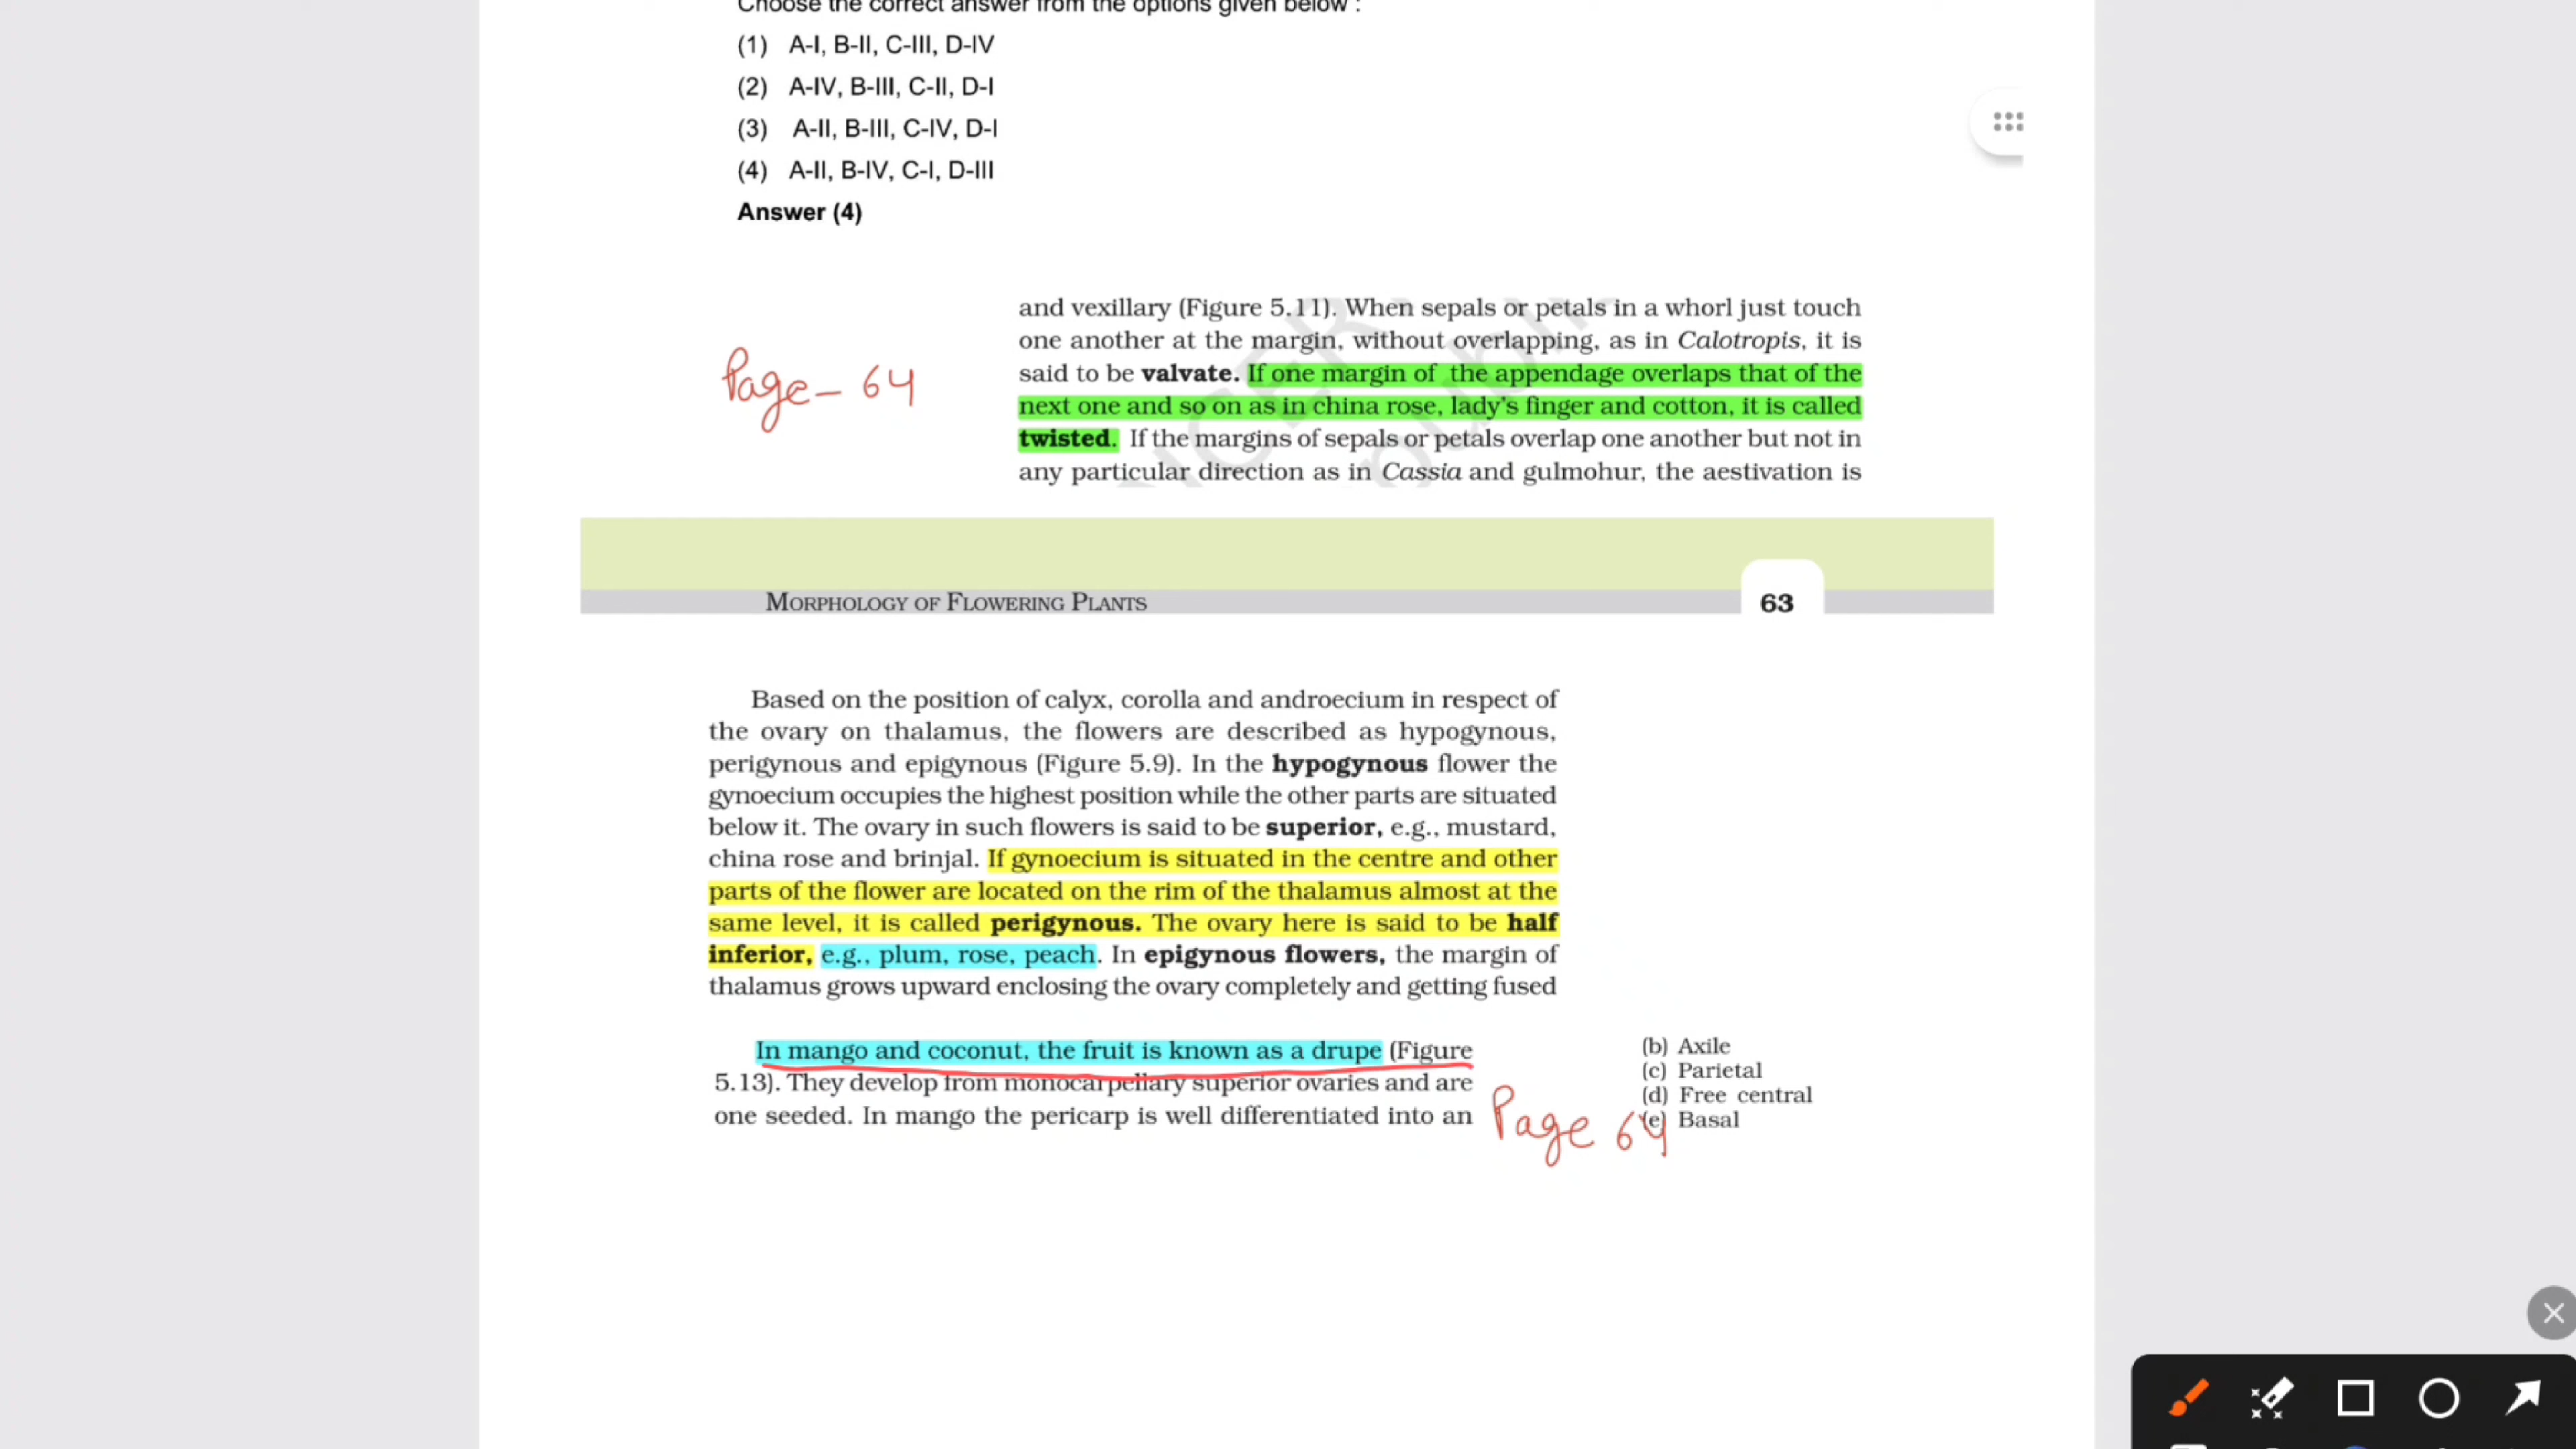 Choose the correct answer from the options given below :
(1) A-I, B-II, C-III, D-IV
(2) A-IV, B-III, C-II, D-I
(3) A-II, B-III, C-IV, D-I
(4) A-II, B-IV, C-I, D-III
Answer (4)
and vexillary (Figure 5.11). When sepals or petals in a whorl just touch
one another at the margin, without overlapping, as in Calotropis, it is
said to be valvate. If one margin of the appendage overlaps that of the
next one and so on as in china rose, lady's finger and cotton, it is called
twisted. If the margins of sepals or petals overlap one another but not in
any particular direction as in Cassia and gulmohur, the aestivation is
Page - 64
MORPHOLOGY OF FLOWERING PLANTS
63
Based on the position of calyx, corolla and androecium in respect of
the ovary on thalamus, the flowers are described as hypogynous,
perigynous and epigynous (Figure 5.9). In the hypogynous flower the
gynoecium occupies the highest position while the other parts are situated
below it. The ovary in such flowers is said to be superior, e.g., mustard,
china rose and brinjal. If gynoecium is situated in the centre and other
parts of the flower are located on the rim of the thalamus almost at the
same level, it is called perigynous. The ovary here is said to be half
inferior, e.g., plum, rose, peach. In epigynous flowers, the margin of
thalamus grows upward enclosing the ovary completely and getting fused
In mango and coconut, the fruit is known as a drupe (Figure
5.13). They develop from monocarpellary superior ovaries and are
one seeded. In mango the pericarp is well differentiated into an
Page 64
(b) Axile
(c) Parietal
(d) Free central
(e) Basal